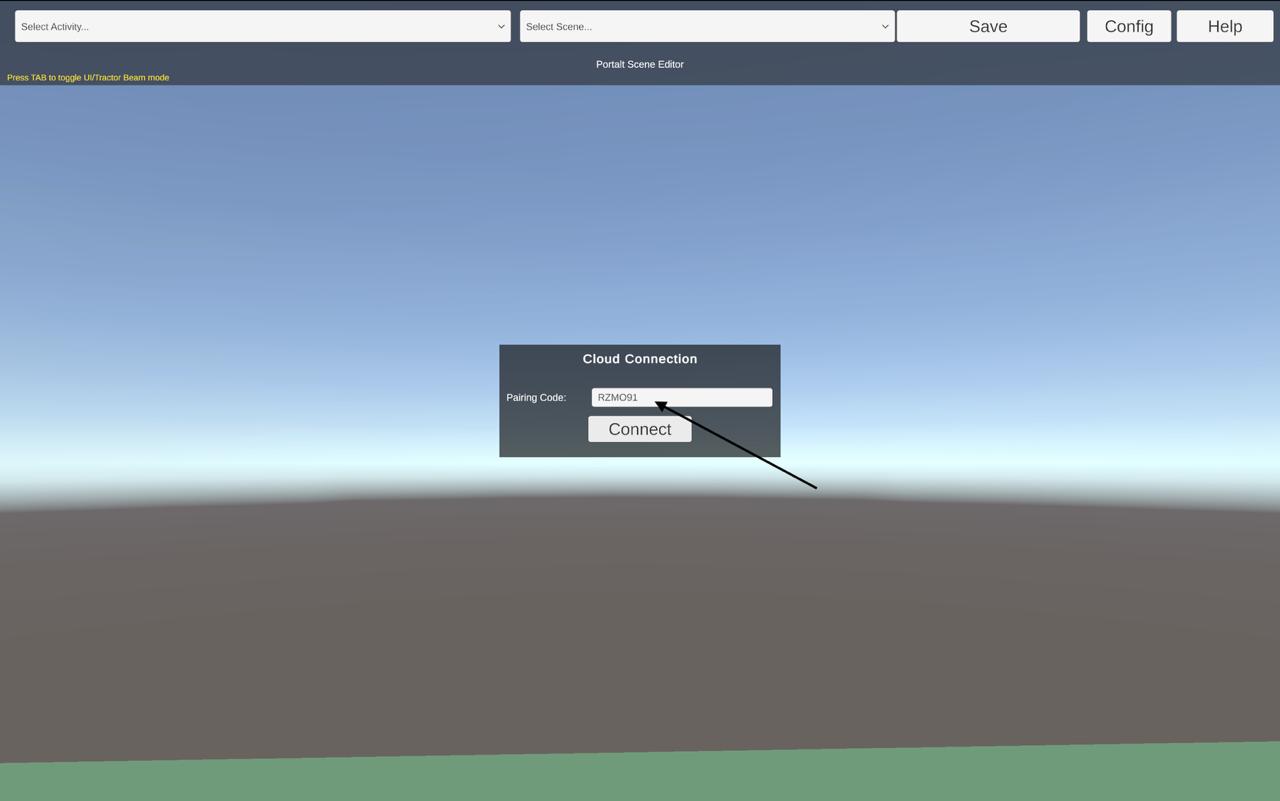 Select Activity...
Select Scene...
Save
Config
Help
Portalt Scene Editor
Press TAB to toggle UI/Tractor Beam mode
Cloud Connection
Pairing Code:
RZMO91
Connect